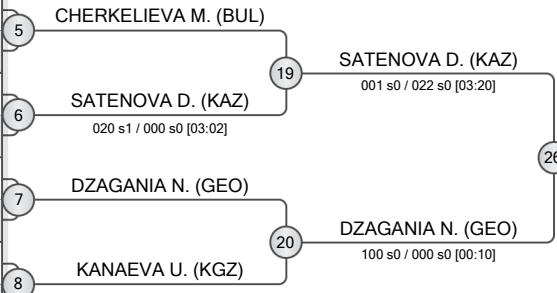 CHERKELIEVA M. (BUL)
5
19
SATENOVA D. (KAZ)
001 s0 / 022 s0 [03:20]
SATENOVA D. (KAZ)
6
020 s1 / 000 s0 [03:02]
26
DZAGANIA N. (GEO)
7
20
DZAGANIA N. (GEO)
100 s0 / 000 s0 [00:10]
KANAEVA U. (KGZ)
8